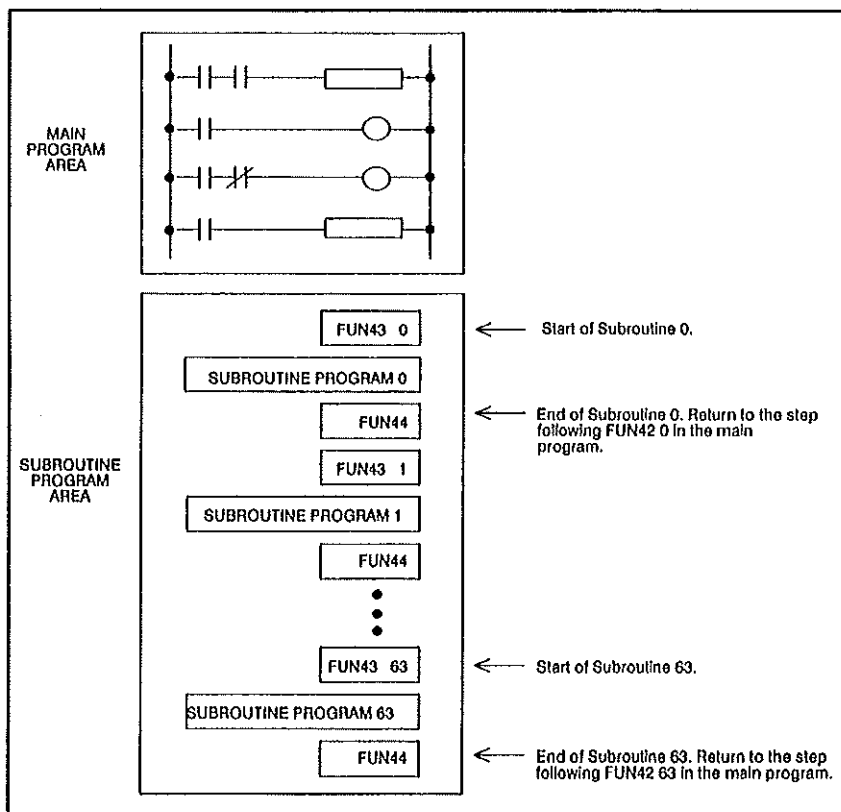 MAIN
PROGRAM
AREA
FUN43 0
Start of Subroutine 0.
SUBROUTINE PROGRAM 0
FUN44
End of Subroutine 0. Return to the step
following FUN42 0 in the main
program.
SUBROUTINE
PROGRAM
AREA
FUN43 1
SUBROUTINE PROGRAM 1
FUN44
FUN43 63
Start of Subroutine 63.
SUBROUTINE PROGRAM 63
FUN44
End of Subroutine 63. Return to the step
following FUN42 63 in the main program.